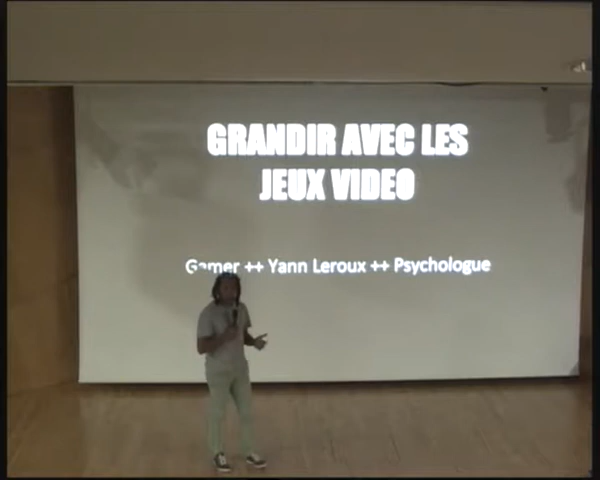 GRANDIR AVEC LES
JEUX VIDEO
Gamer ++ Yann Leroux ++ Psychologue